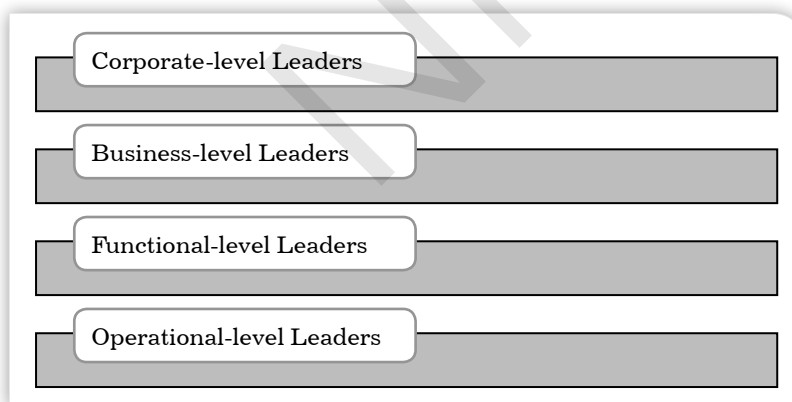 Corporate-level Leaders
Business-level Leaders
Functional-level Leaders
Operational-level Leaders